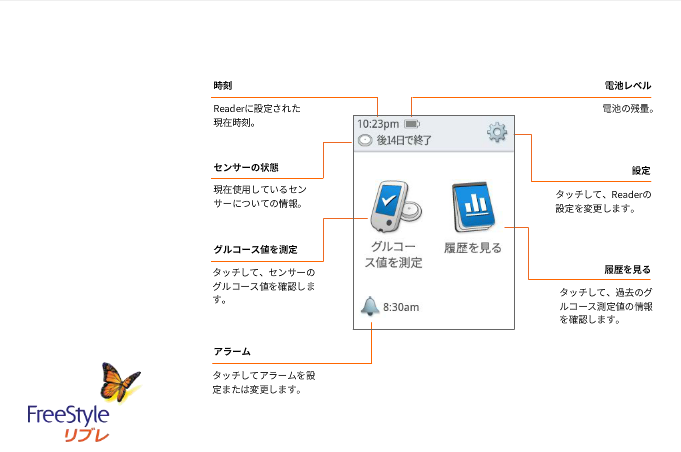 時刻
Readerに設定された
現在時刻。
センサーの状態
現在使用しているセン
サーについての情報。
グルコース値を測定
タッチして、センサーの
グルコース値を確認しま
す。
アラーム
タッチしてアラームを設
定または変更します。
10:23pm
後14日で終了
グルコー
ス値を測定
履歴を見る
8:30am
電池レベル
電池の残量。
設定
タッチして、Readerの
設定を変更します。
履歴を見る
タッチして、過去のグ
ルコース測定値の情報
を確認します。
FreeStyle
リブレ